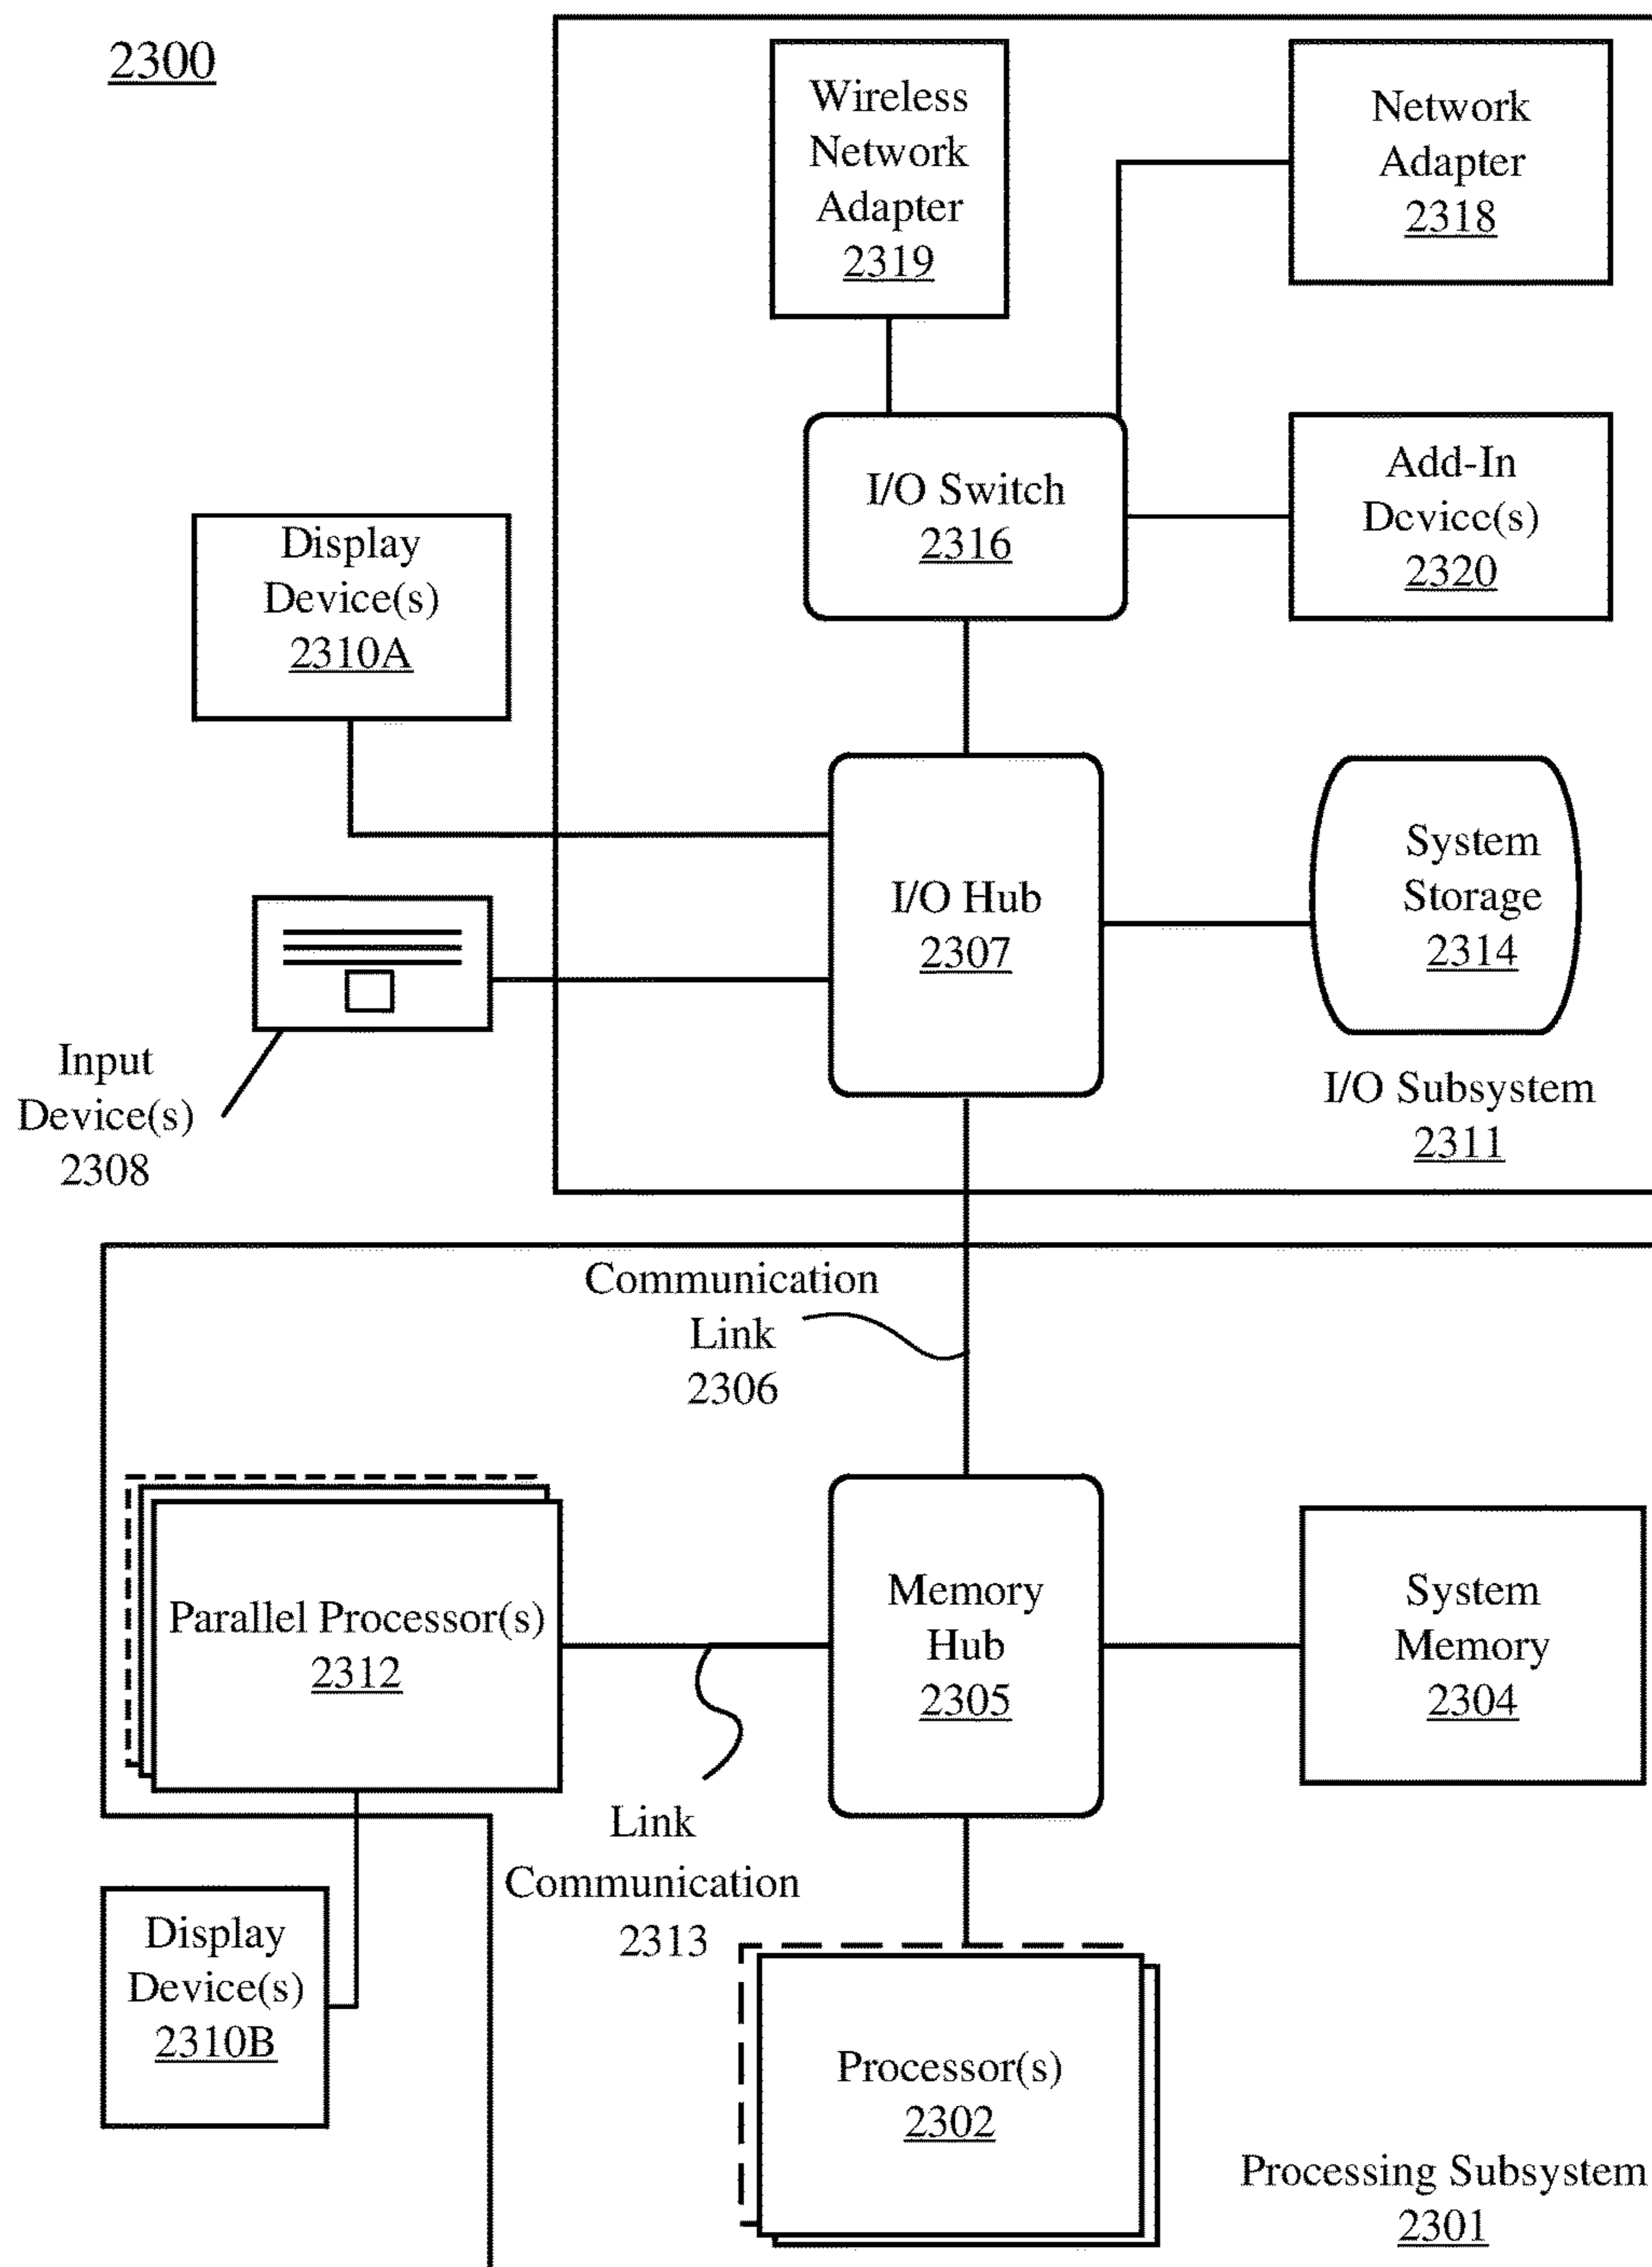 2300
Wireless
Network
Adapter
2319
Network
Adapter
2318
I/O Switch
2316
Add-In
Device(s)
2320
Display
Device(s)
2310A
I/O Hub
2307
System
Storage
2314
Input
Device(s)
2308
I/O Subsystem
2311
Communication
Link
2306
Parallel Processor(s)
2312
Memory
Hub
2305
System
Memory
2304
Link
Communication
2313
Display
Device(s)
2310B
Processor(s)
2302
Processing Subsystem
2301